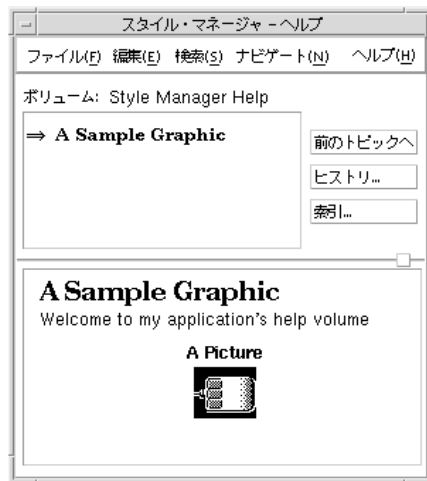 スタイル・マネージャ – ヘルプ
ファイル(F) 編集(E) 検索(S) ナビゲート(N) ヘルプ(H)
ボリューム: Style Manager Help
⇒ A Sample Graphic
前のトピックへ
ヒストリ...
索引...
A Sample Graphic
Welcome to my application's help volume
A Picture